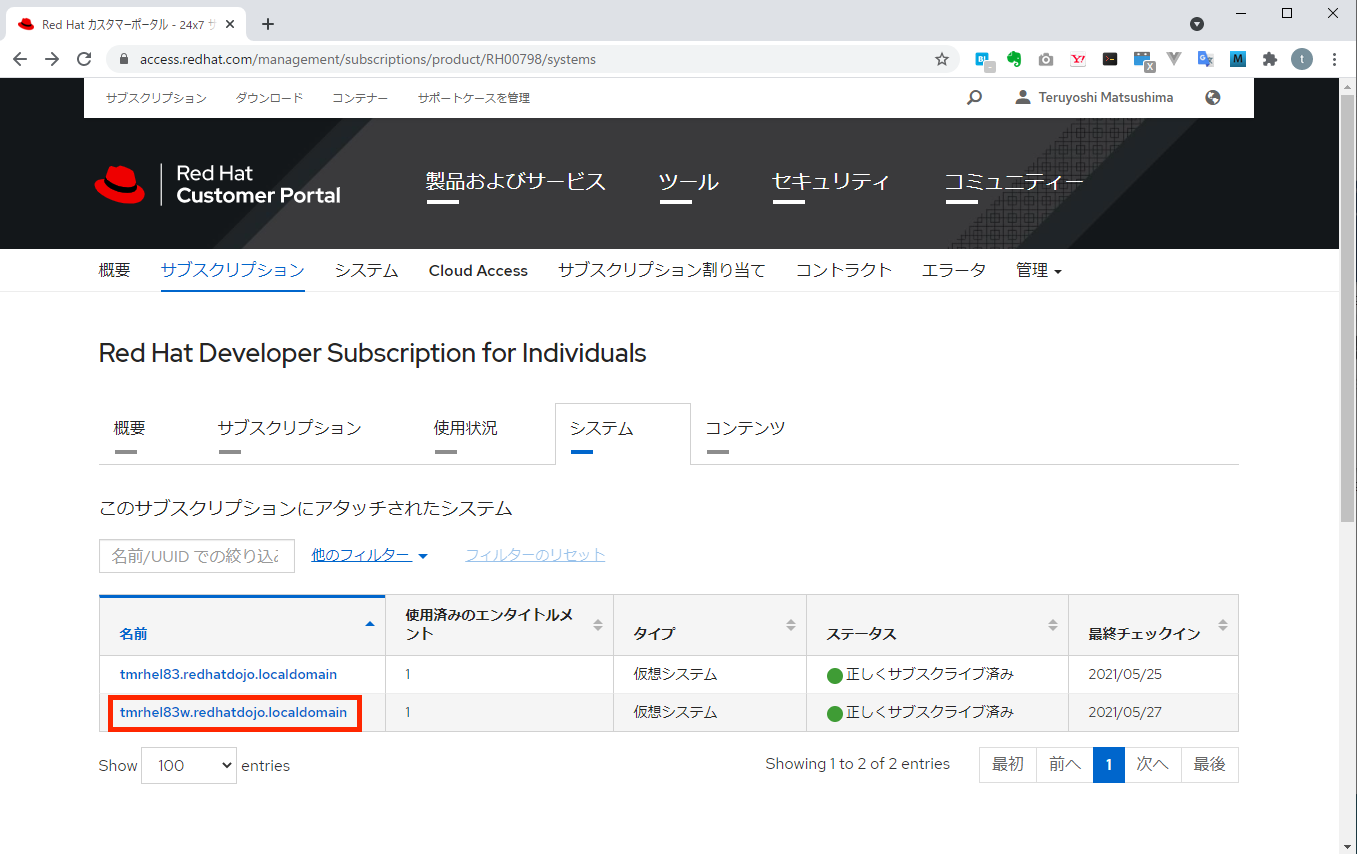 Red Hat カスタマーポータル - 24x7 サ
access.redhat.com/management/subscriptions/product/RH00798/systems
サブスクリプション ダウンロード コンテナー サポートケースを管理 Teruyoshi Matsushima
Red Hat
Customer Portal
製品およびサービス ツール セキュリティ コミュニティー
概要 サブスクリプション システム Cloud Access サブスクリプション割り当て コントラクト エラータ 管理
Red Hat Developer Subscription for Individuals
概要 サブスクリプション 使用状況 システム コンテンツ
このサブスクリプションにアタッチされたシステム
名前/UUID での絞り込み 他のフィルター フィルターのリセット
名前 使用済みのエンタイトルメント タイプ ステータス 最終チェックイン
tmrhel83.redhatdojo.localdomain 1 仮想システム 正しくサブスクライブ済み 2021/05/25
tmrhel83w.redhatdojo.localdomain 1 仮想システム 正しくサブスクライブ済み 2021/05/27
Show 100 entries Showing 1 to 2 of 2 entries 最初 前へ 1 次へ 最後